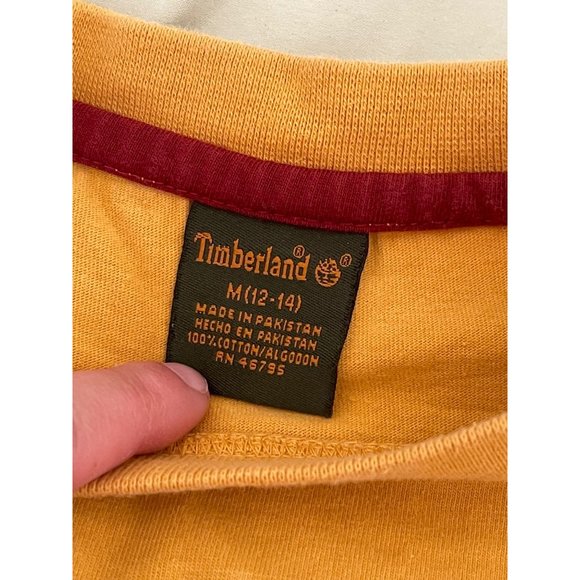 Timberland® ®
M (12-14)
MADE IN PAKISTAN
HECHO EN PAKISTAN
100% COTTON/ALGODON
RN 46795